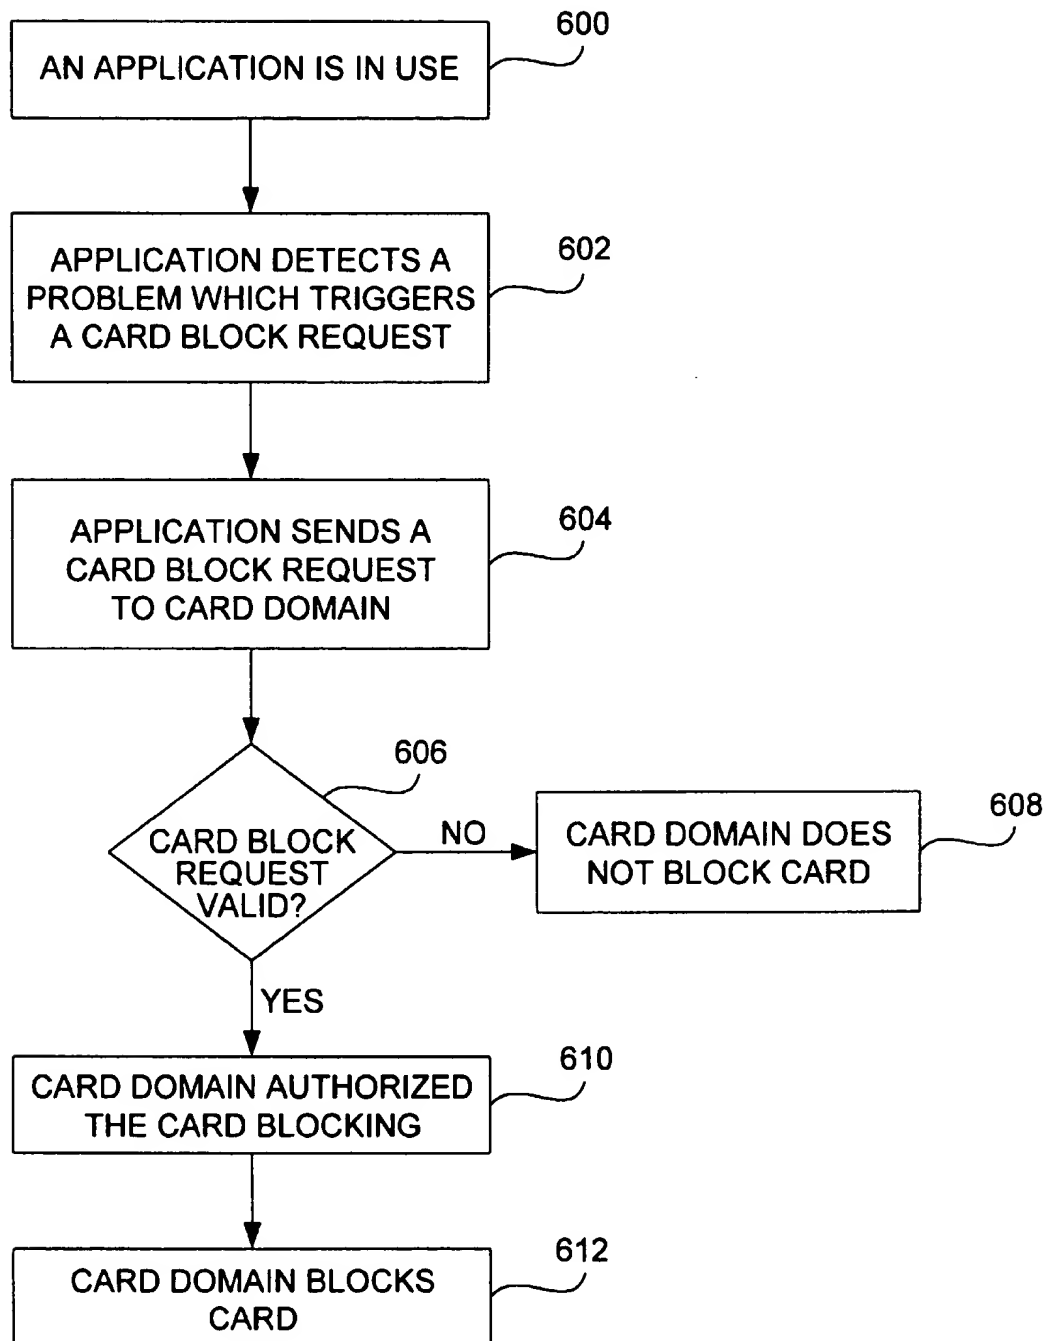 600
AN APPLICATION IS IN USE
602
APPLICATION DETECTS A
PROBLEM WHICH TRIGGERS
A CARD BLOCK REQUEST
604
APPLICATION SENDS A
CARD BLOCK REQUEST
TO CARD DOMAIN
606
CARD BLOCK
REQUEST
VALID?
NO
608
CARD DOMAIN DOES
NOT BLOCK CARD
YES
610
CARD DOMAIN AUTHORIZED
THE CARD BLOCKING
612
CARD DOMAIN BLOCKS
CARD